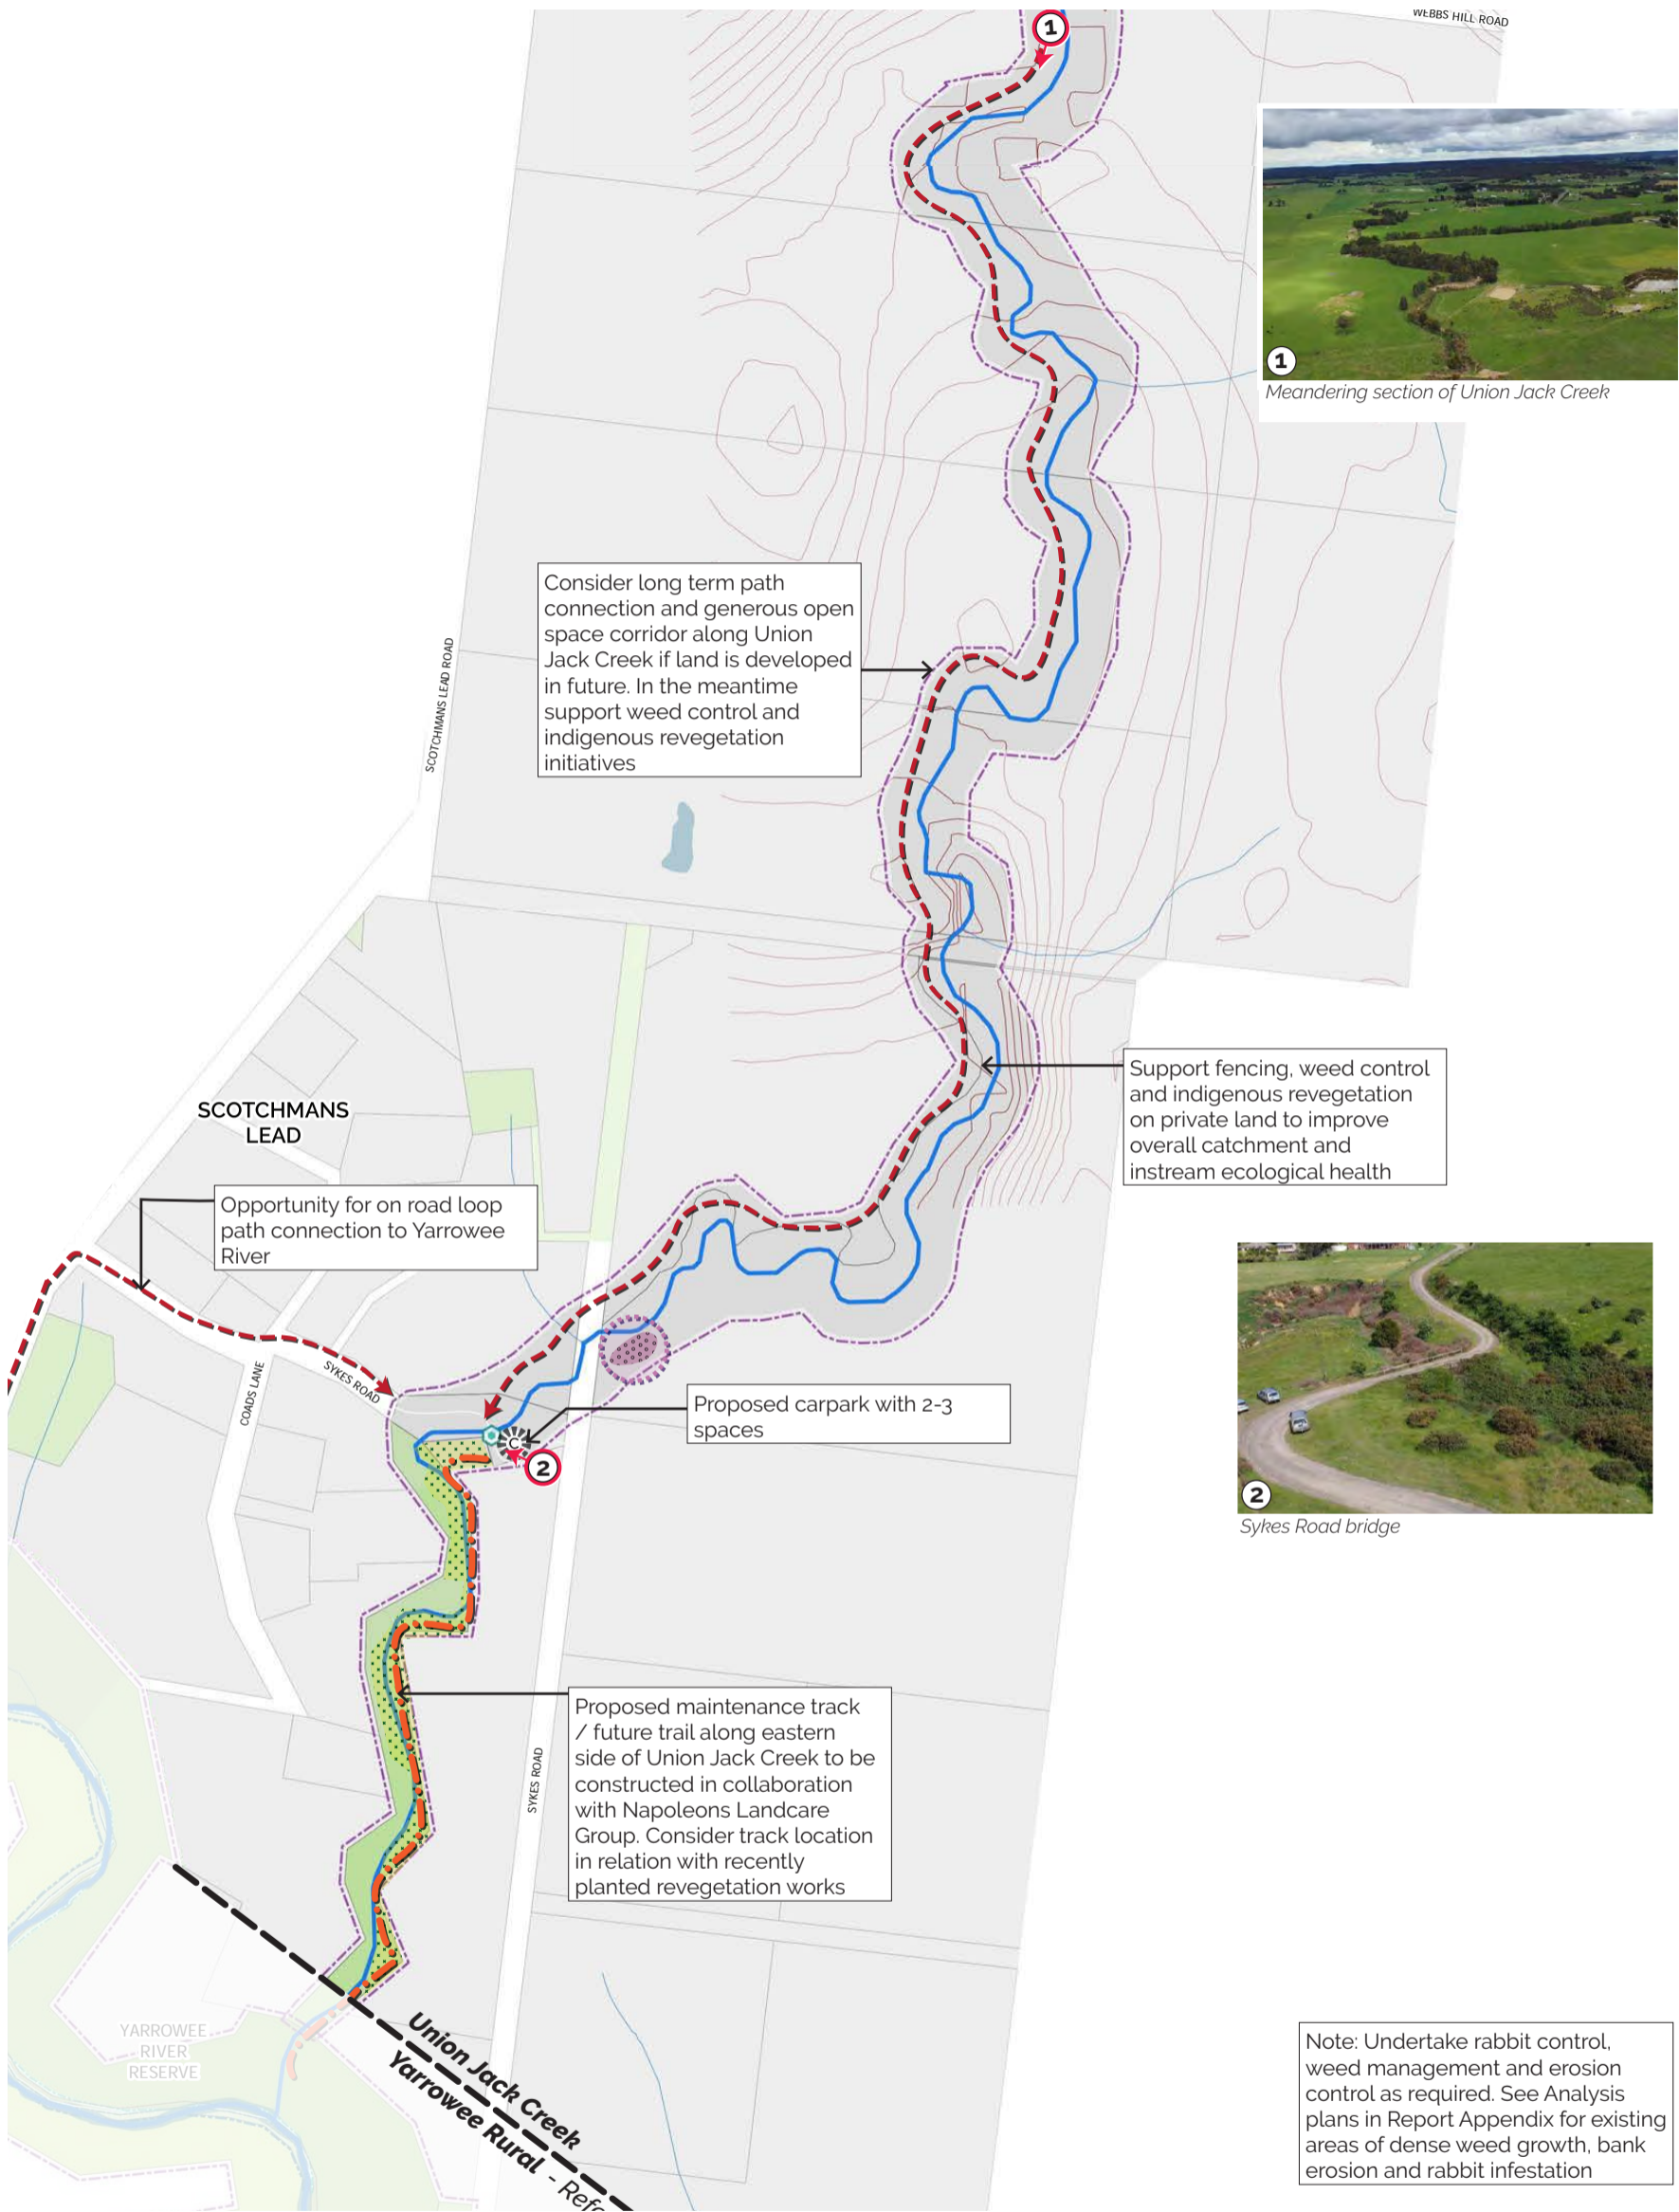 WEBBS HILL ROAD
1
1
Meandering section of Union Jack Creek
Consider long term path
connection and generous open
space corridor along Union
Jack Creek if land is developed
in future. In the meantime
support weed control and
indigenous revegetation
initiatives
SCOTCHMANS LEAD ROAD
Support fencing, weed control
and indigenous revegetation
on private land to improve
overall catchment and
instream ecological health
SCOTCHMANS
LEAD
Opportunity for on road loop
path connection to Yarrowee
River
SYKES ROAD
COADS LANE
Proposed carpark with 2-3
spaces
C
2
2
Sykes Road bridge
Proposed maintenance track
/ future trail along eastern
side of Union Jack Creek to be
constructed in collaboration
with Napoleons Landcare
Group. Consider track location
in relation with recently
planted revegetation works
SYKES ROAD
YARROWEE
RIVER
RESERVE
Union Jack Creek
Yarrowee Rural - Refe
Note: Undertake rabbit control,
weed management and erosion
control as required. See Analysis
plans in Report Appendix for existing
areas of dense weed growth, bank
erosion and rabbit infestation